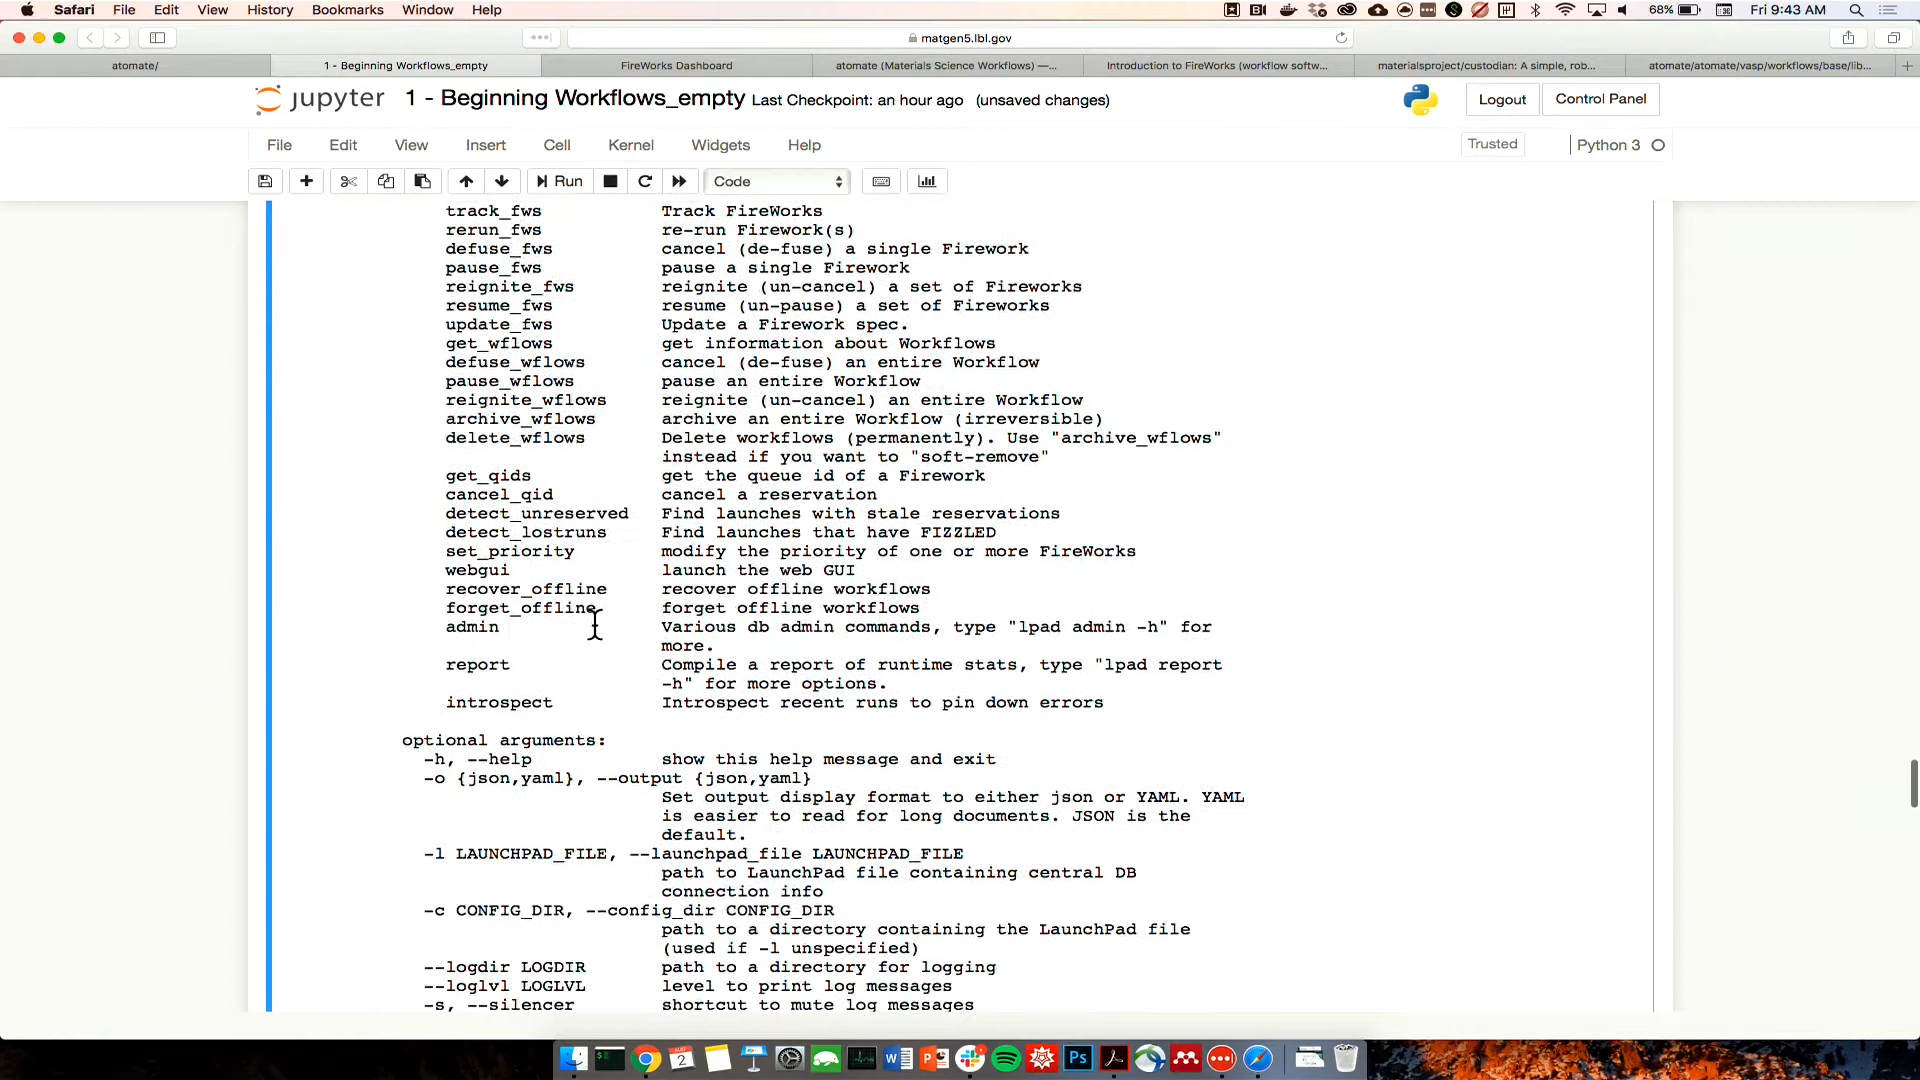 Safari File Edit View History Bookmarks Window Help 68% Fri 9:43 AM
matgen5.lbl.gov
atomate/ 1 - Beginning Workflows_empty FireWorks Dashboard atomate (Materials Science Workflows) —... Introduction to FireWorks (workflow softw... materialsproject/custodian: A simple, rob... atomate/atomate/vasp/workflows/base/lib...
jupyter 1 - Beginning Workflows_empty Last Checkpoint: an hour ago (unsaved changes) Logout Control Panel
File Edit View Insert Cell Kernel Widgets Help Trusted Python 3
Run Code
track_fws Track FireWorks
rerun_fws re-run Firework(s)
defuse_fws cancel (de-fuse) a single Firework
pause_fws pause a single Firework
reignite_fws reignite (un-cancel) a set of Fireworks
resume_fws resume (un-pause) a set of Fireworks
update_fws Update a Firework spec.
get_wflows get information about Workflows
defuse_wflows cancel (de-fuse) an entire Workflow
pause_wflows pause an entire Workflow
reignite_wflows reignite (un-cancel) an entire Workflow
archive_wflows archive an entire Workflow (irreversible)
delete_wflows Delete workflows (permanently). Use "archive_wflows"
instead if you want to "soft-remove"
get_qids get the queue id of a Firework
cancel_qid cancel a reservation
detect_unreserved Find launches with stale reservations
detect_lostruns Find launches that have FIZZLED
set_priority modify the priority of one or more FireWorks
webgui launch the web GUI
recover_offline recover offline workflows
forget_offline forget offline workflows
admin Various db admin commands, type "lpad admin -h" for
more.
report Compile a report of runtime stats, type "lpad report
-h" for more options.
introspect Introspect recent runs to pin down errors
optional arguments:
-h, --help show this help message and exit
-o {json,yaml}, --output {json,yaml}
Set output display format to either json or YAML. YAML
is easier to read for long documents. JSON is the
default.
-l LAUNCHPAD_FILE, --launchpad_file LAUNCHPAD_FILE
path to LaunchPad file containing central DB
connection info
-c CONFIG_DIR, --config_dir CONFIG_DIR
path to a directory containing the LaunchPad file
(used if -l unspecified)
--logdir LOGDIR path to a directory for logging
--loglvl LOGLVL level to print log messages
-s, --silencer shortcut to mute log messages